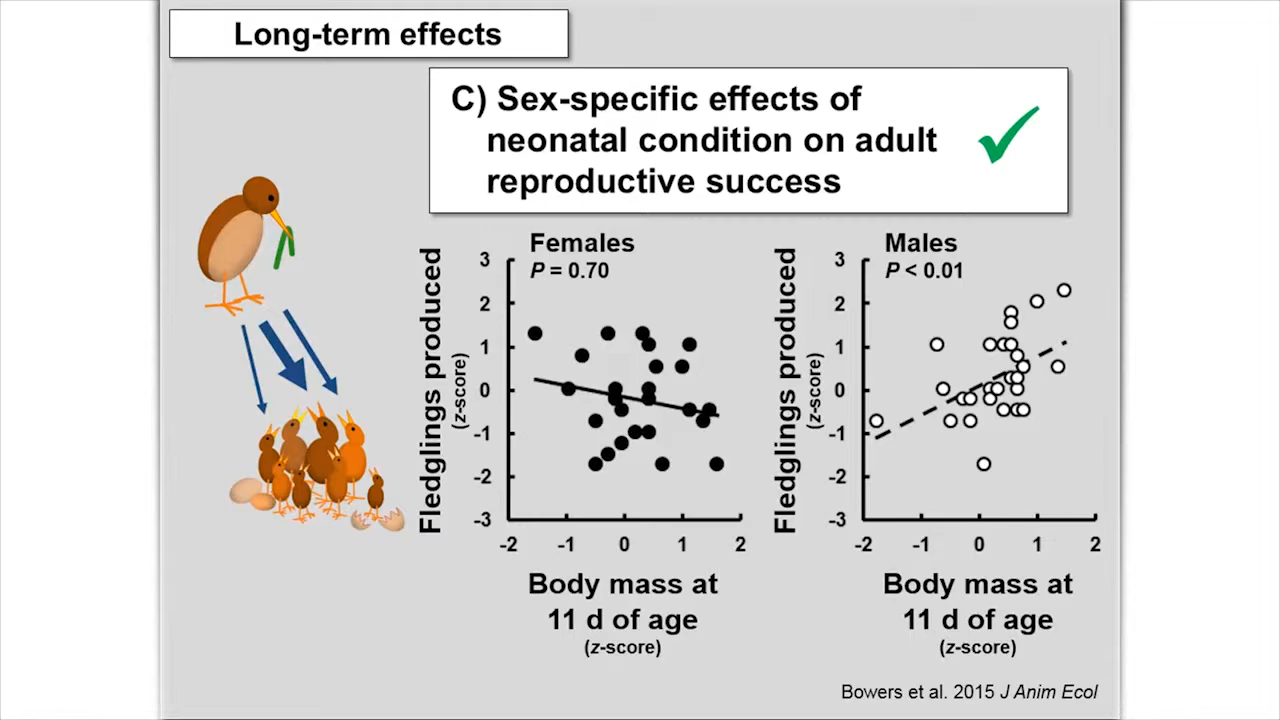 Long-term effects
C) Sex-specific effects of
neonatal condition on adult
reproductive success
Females
P = 0.70
Fledglings produced
(z-score)
3
2
1
0
-1
-2
-3
-2 -1 0 1 2
Body mass at
11 d of age
(z-score)
Males
P < 0.01
Fledglings produced
(z-score)
3
2
1
0
-1
-2
-3
-2 -1 0 1 2
Body mass at
11 d of age
(z-score)
Bowers et al. 2015 J Anim Ecol